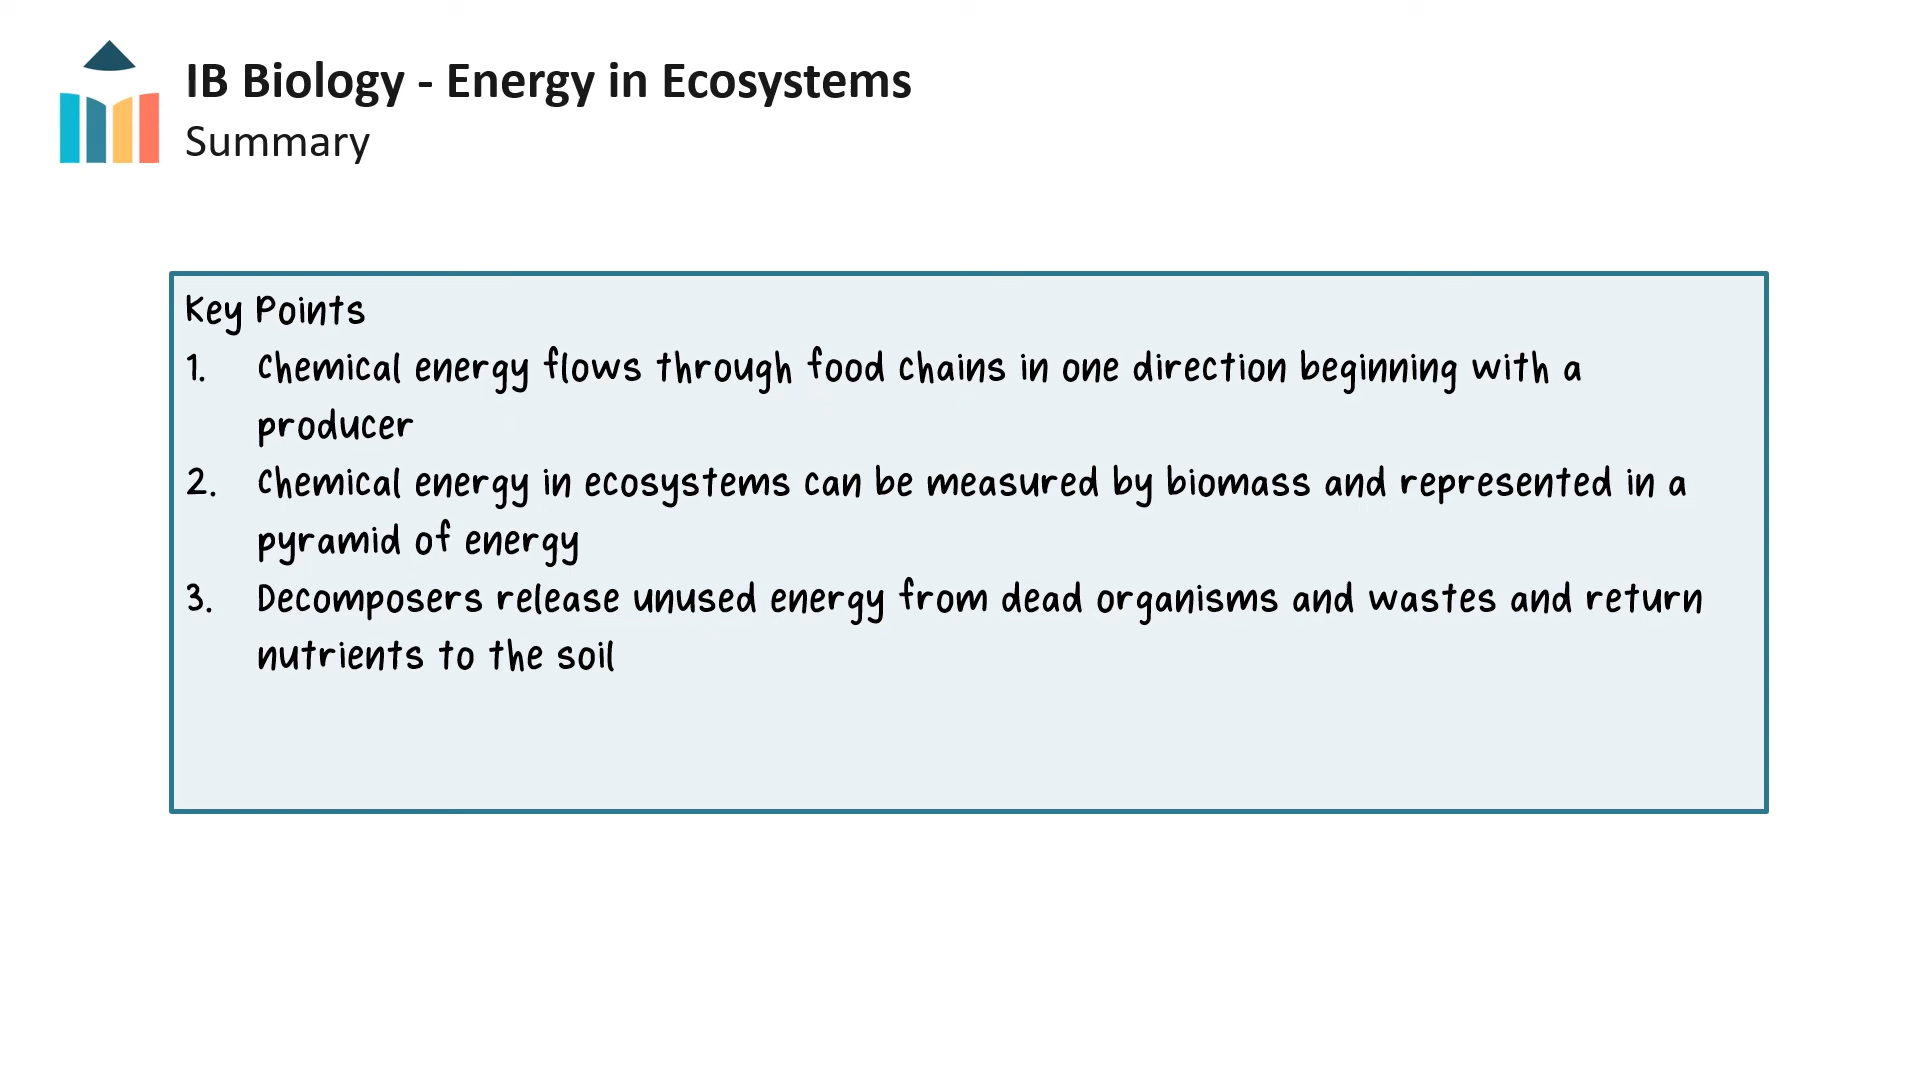 IB Biology - Energy in Ecosystems
Summary
Key Points
1. Chemical energy flows through food chains in one direction beginning with a
producer
2. Chemical energy in ecosystems can be measured by biomass and represented in a
pyramid of energy
3. Decomposers release unused energy from dead organisms and wastes and return
nutrients to the soil